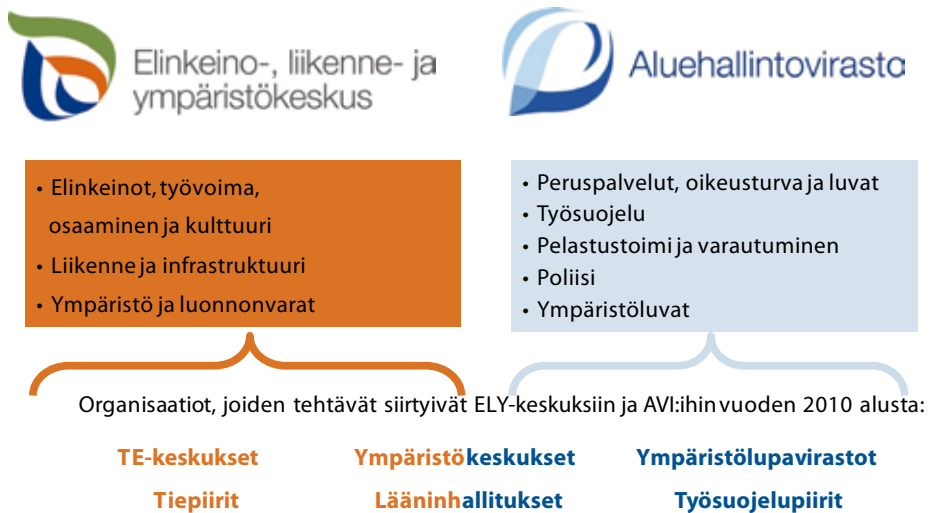 Elinkeino-, liikenne- ja
ympäristökeskus
Aluehallintovirasto
• Elinkeinot, työvoima,
osaaminen ja kulttuuri
• Liikenne ja infrastruktuuri
• Ympäristö ja luonnonvarat
• Peruspalvelut, oikeusturva ja luvat
• Työsuojelu
• Pelastustoimi ja varautuminen
• Poliisi
• Ympäristöluvat
Organisaatiot, joiden tehtävät siirtyivät ELY-keskuksiin ja AVI:ihin vuoden 2010 alusta:
TE-keskukset Ympäristökeskukset Ympäristölupavirastot
Tiepiirit Lääninhallitukset Työsuojelupiirit